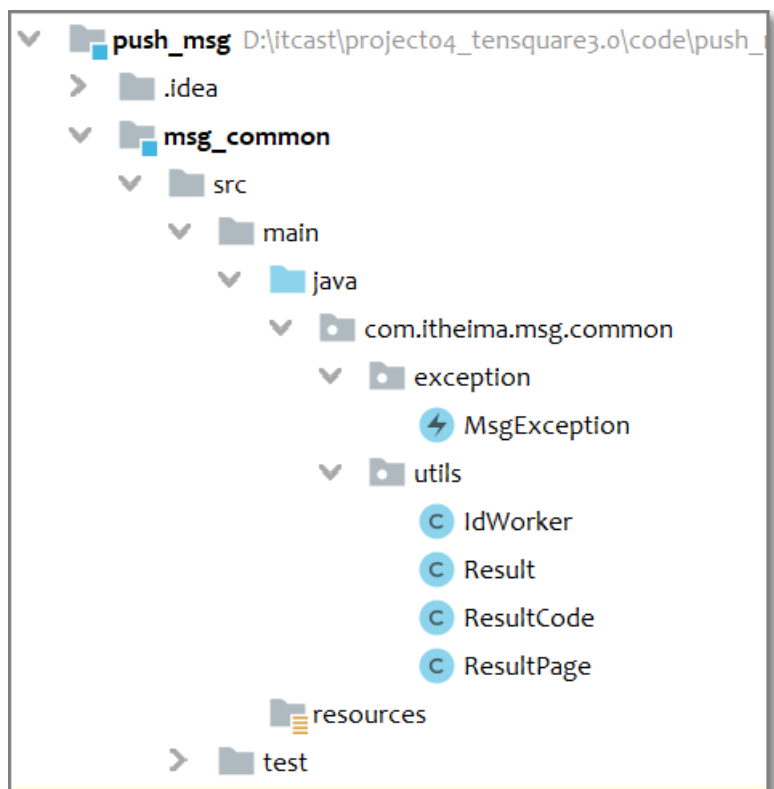 push_msg D:\itcast\project04_tensquare3.0\code\push_
.idea
msg_common
src
main
java
com.itheima.msg.common
exception
MsgException
utils
C IdWorker
C Result
C ResultCode
C ResultPage
resources
test